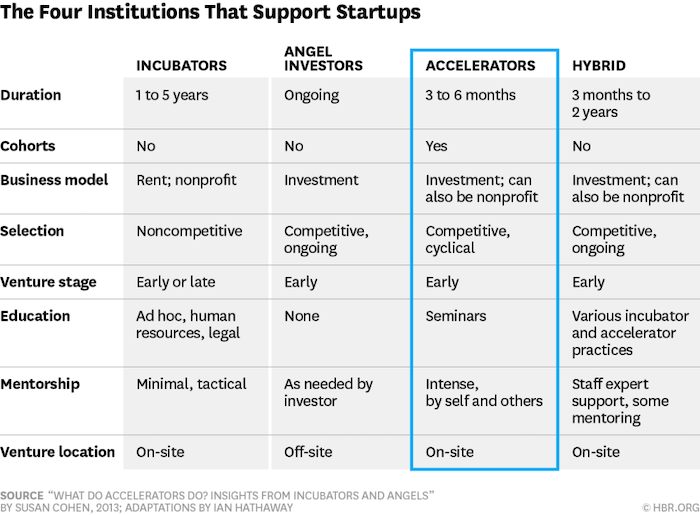 The Four Institutions That Support Startups
INCUBATORS
ANGEL
INVESTORS
ACCELERATORS
HYBRID
Duration
1 to 5 years
Ongoing
3 to 6 months
3 months to
2 years
Cohorts
No
No
Yes
No
Business model
Rent; nonprofit
Investment
Investment; can
also be nonprofit
Investment; can
also be nonprofit
Selection
Noncompetitive
Competitive,
ongoing
Competitive,
cyclical
Competitive,
ongoing
Venture stage
Early or late
Early
Early
Early
Education
Ad hoc, human
resources, legal
None
Seminars
Various incubator
and accelerator
practices
Mentorship
Minimal, tactical
As needed by
investor
Intense,
by self and others
Staff expert
support, some
mentoring
Venture location
On-site
Off-site
On-site
On-site
SOURCE "WHAT DO ACCELERATORS DO? INSIGHTS FROM INCUBATORS AND ANGELS"
BY SUSAN COHEN, 2013; ADAPTATIONS BY IAN HATHAWAY
© HBR.ORG